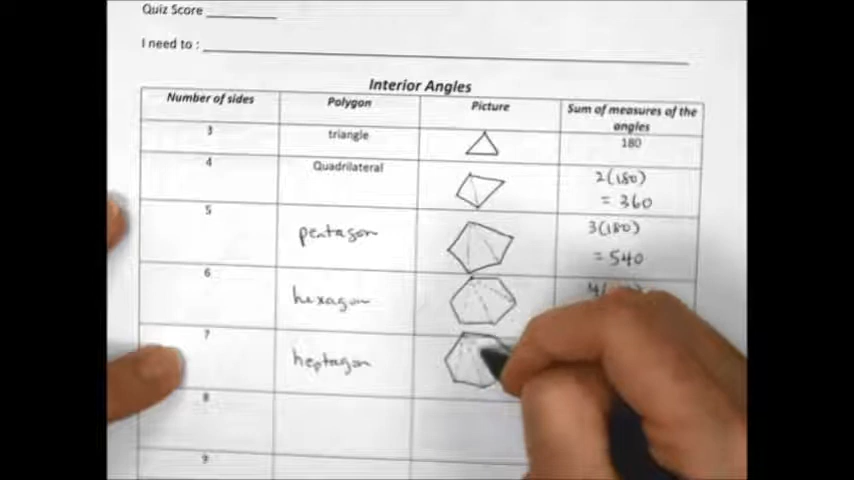 Quiz Score
I need to :
Interior Angles
Number of sides Polygon Picture Sum of measures of the angles
3 triangle 180
4 Quadrilateral 2(180)
= 360
5 pentagon 3(180)
= 540
6 hexagon
7 heptagon
8
9